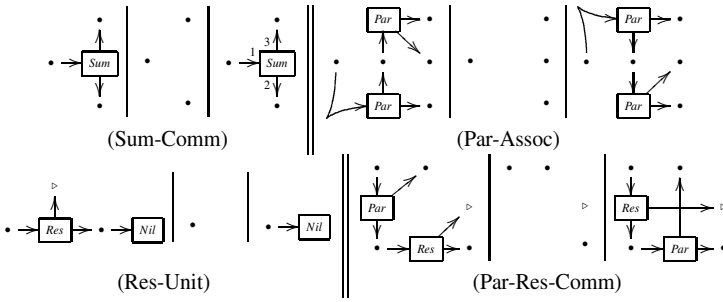 Par
Par
Sum
3
1
Sum
2
Par
Par
(Sum-Comm)
(Par-Assoc)
Par
Res
Res
Nil
Nil
Res
Par
(Res-Unit)
(Par-Res-Comm)